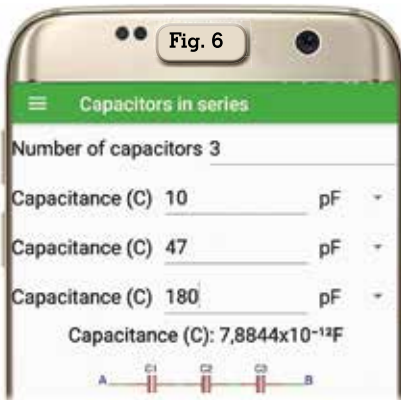 Fig. 6
Capacitors in series
Number of capacitors 3
Capacitance (C) 10 pF
Capacitance (C) 47 pF
Capacitance (C) 180 pF
Capacitance (C): 7,8844x10⁻¹²F
C1 C2 C3
A B